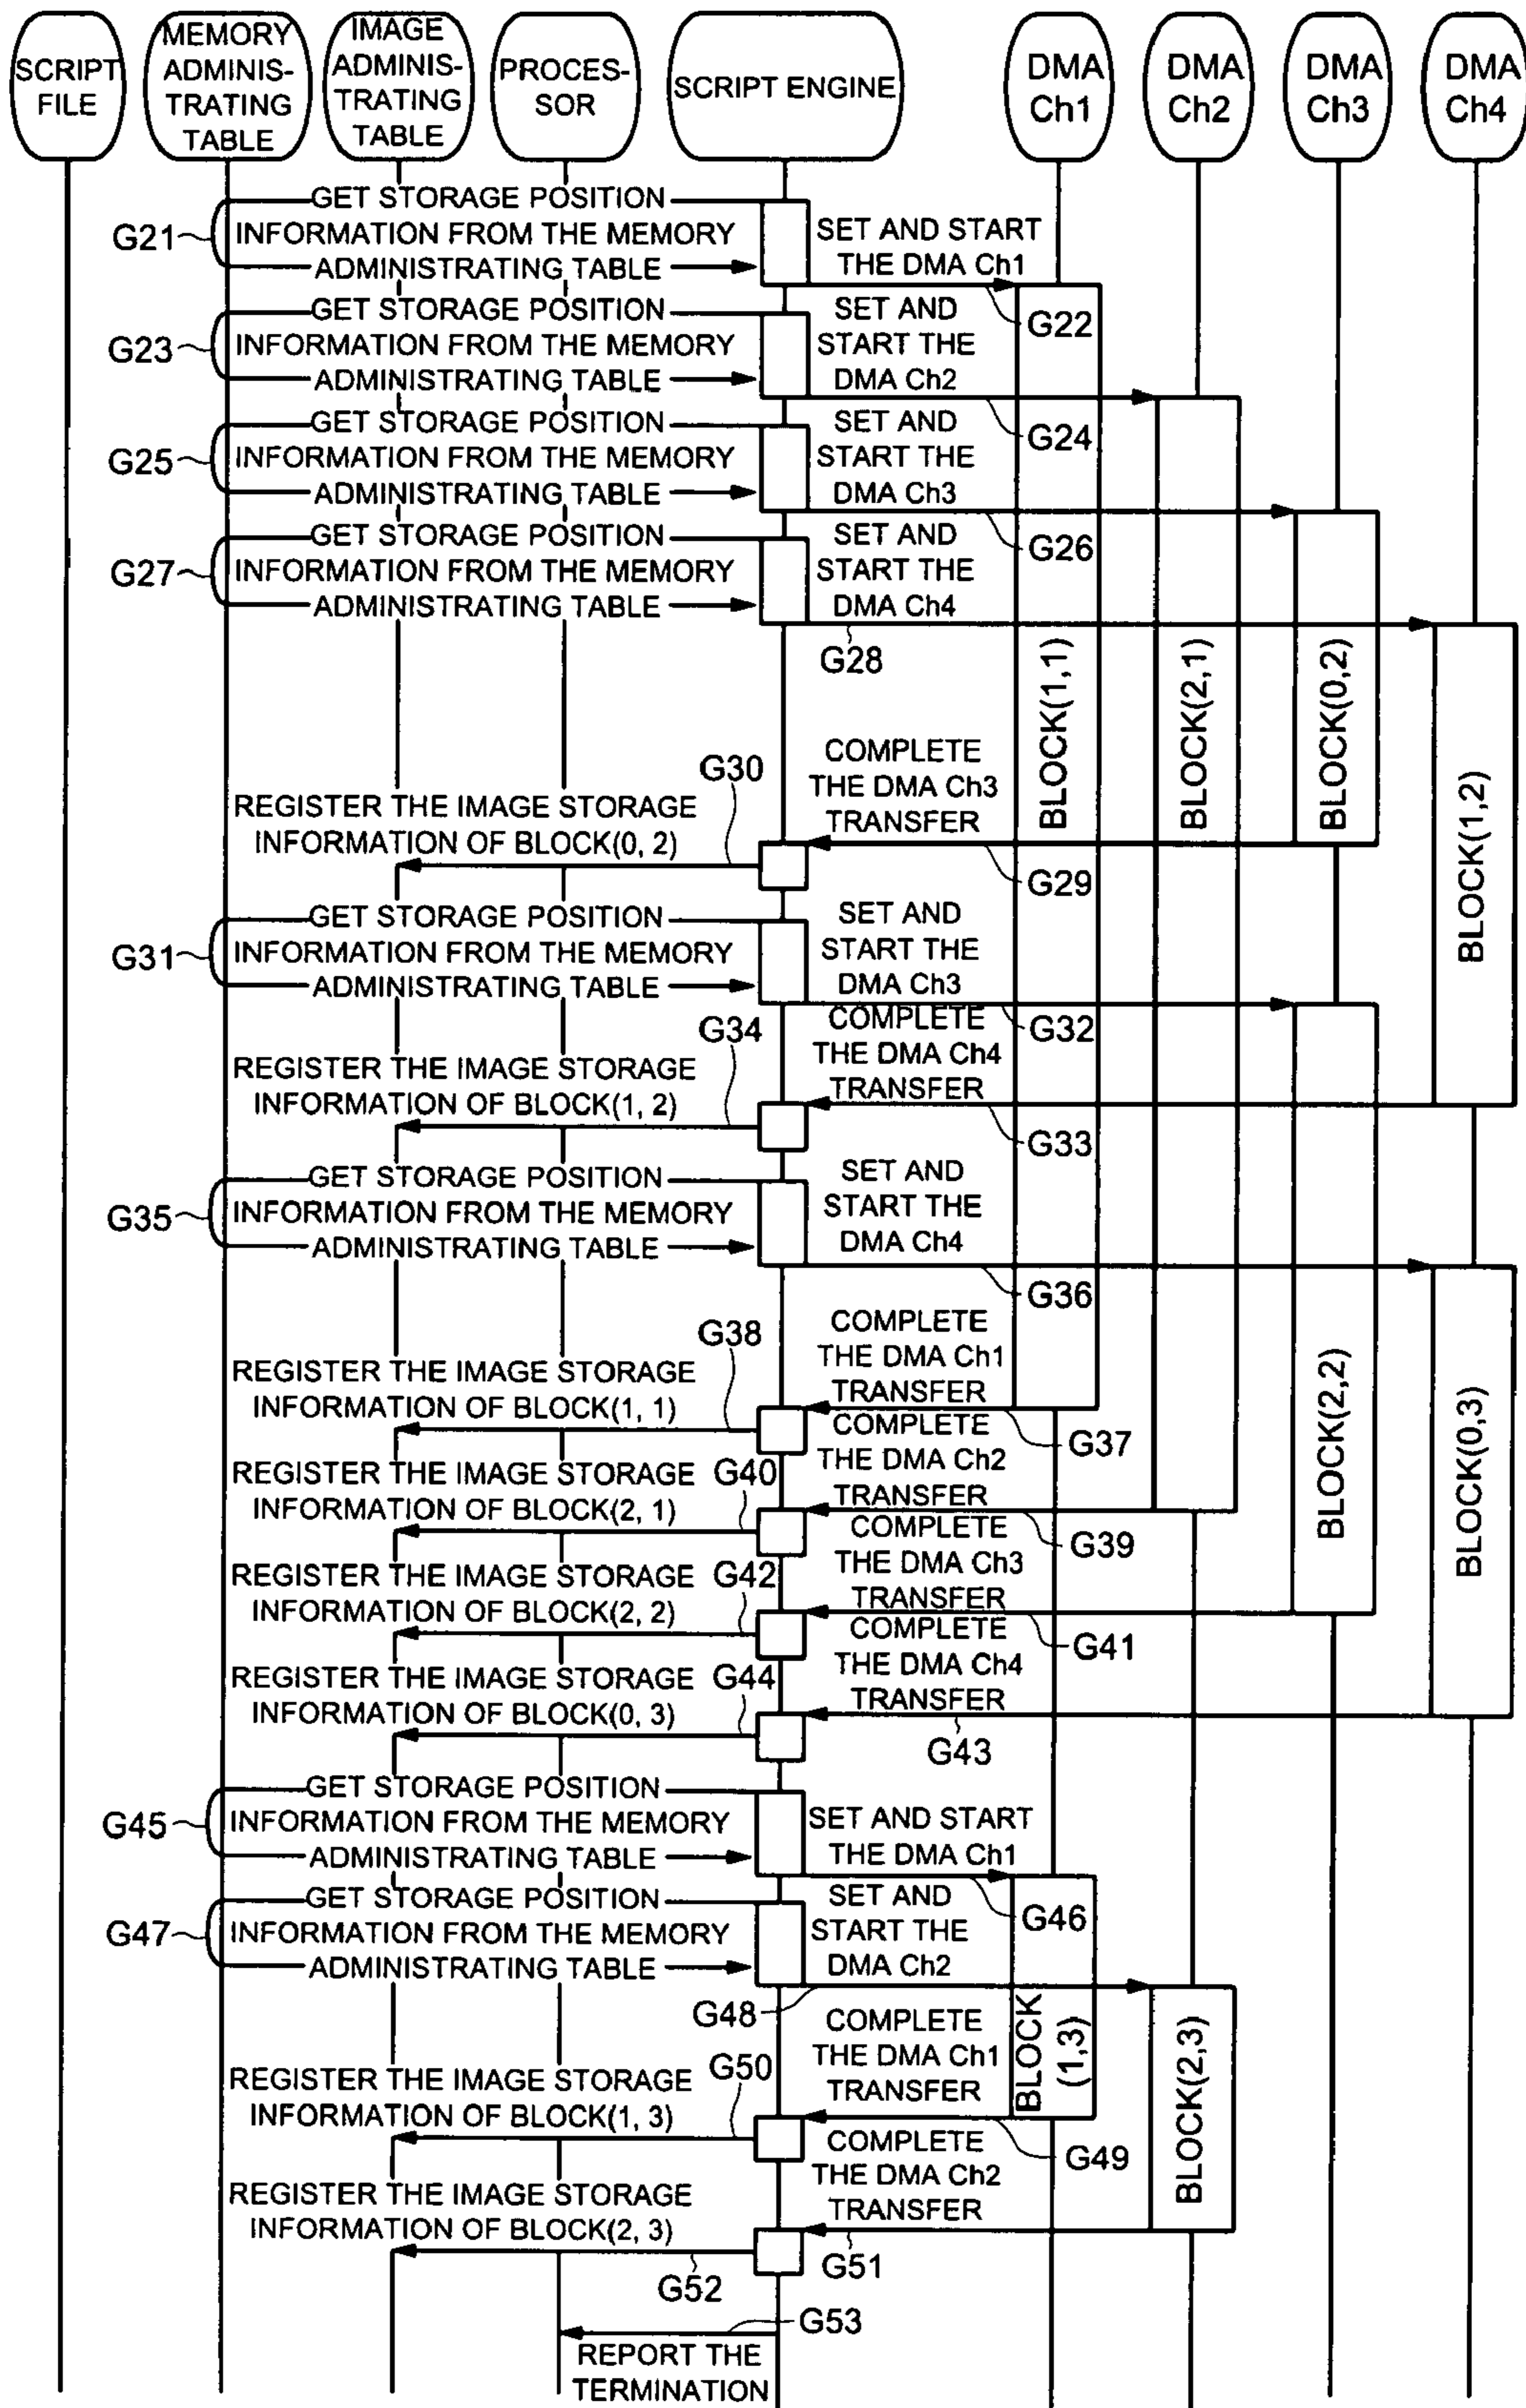 SCRIPT
FILE
MEMORY
ADMINIS-
TRATING
TABLE
IMAGE
ADMINIS-
TRATING
TABLE
PROCES-
SOR
SCRIPT ENGINE
DMA
Ch1
DMA
Ch2
DMA
Ch3
DMA
Ch4
G21
GET STORAGE POSITION
INFORMATION FROM THE MEMORY
ADMINISTRATING TABLE
SET AND START
THE DMA Ch1
G22
G23
GET STORAGE POSITION
INFORMATION FROM THE MEMORY
ADMINISTRATING TABLE
SET AND
START THE
DMA Ch2
G24
G25
GET STORAGE POSITION
INFORMATION FROM THE MEMORY
ADMINISTRATING TABLE
SET AND
START THE
DMA Ch3
G26
G27
GET STORAGE POSITION
INFORMATION FROM THE MEMORY
ADMINISTRATING TABLE
SET AND
START THE
DMA Ch4
G28
BLOCK(1,1)
BLOCK(2,1)
BLOCK(0,2)
BLOCK(1,2)
COMPLETE
THE DMA Ch3
TRANSFER
G29
G30
REGISTER THE IMAGE STORAGE
INFORMATION OF BLOCK(0, 2)
G31
GET STORAGE POSITION
INFORMATION FROM THE MEMORY
ADMINISTRATING TABLE
SET AND
START THE
DMA Ch3
G32
COMPLETE
THE DMA Ch4
TRANSFER
G33
G34
REGISTER THE IMAGE STORAGE
INFORMATION OF BLOCK(1, 2)
G35
GET STORAGE POSITION
INFORMATION FROM THE MEMORY
ADMINISTRATING TABLE
SET AND
START THE
DMA Ch4
G36
BLOCK(2,2)
BLOCK(0,3)
COMPLETE
THE DMA Ch1
TRANSFER
G37
G38
REGISTER THE IMAGE STORAGE
INFORMATION OF BLOCK(1, 1)
COMPLETE
THE DMA Ch2
TRANSFER
G39
REGISTER THE IMAGE STORAGE
G40
INFORMATION OF BLOCK(2, 1)
COMPLETE
THE DMA Ch3
TRANSFER
G41
REGISTER THE IMAGE STORAGE
G42
INFORMATION OF BLOCK(2, 2)
COMPLETE
THE DMA Ch4
TRANSFER
G43
REGISTER THE IMAGE STORAGE
G44
INFORMATION OF BLOCK(0, 3)
G45
GET STORAGE POSITION
INFORMATION FROM THE MEMORY
ADMINISTRATING TABLE
SET AND START
THE DMA Ch1
G46
G47
GET STORAGE POSITION
INFORMATION FROM THE MEMORY
ADMINISTRATING TABLE
SET AND
START THE
DMA Ch2
G48
BLOCK
(1,3)
BLOCK(2,3)
COMPLETE
THE DMA Ch1
TRANSFER
G49
G50
REGISTER THE IMAGE STORAGE
INFORMATION OF BLOCK(1, 3)
COMPLETE
THE DMA Ch2
TRANSFER
G51
REGISTER THE IMAGE STORAGE
INFORMATION OF BLOCK(2, 3)
G52
G53
REPORT THE
TERMINATION